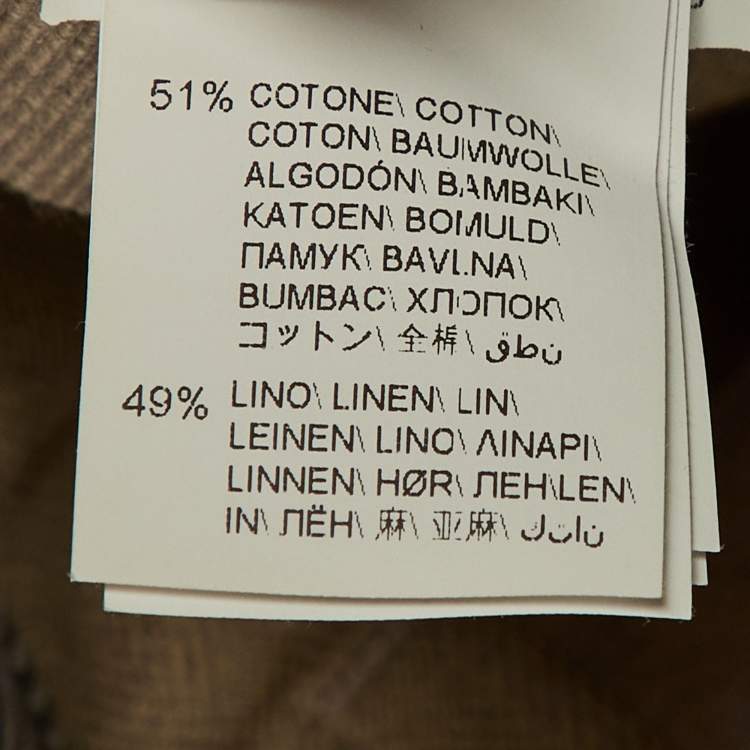 51% COTONE\ COTTON\
COTON\ BAUMWOLLE\
ALGODÓN\ BAMBAKI\
KATOEN\ BOMULD\
ПАМУК\ BAVLNA\
BUMBAC\ ХЛОПОК\
コットン\ 全棉\ قطن
49% LINO\ LINEN\ LIN\
LEINEN\ LINO\ ΛINAPI\
LINNEN\ HØR\ ЛЕН\LEN\
IN\ ЛЁН\ 麻\ 亚麻\ كتان